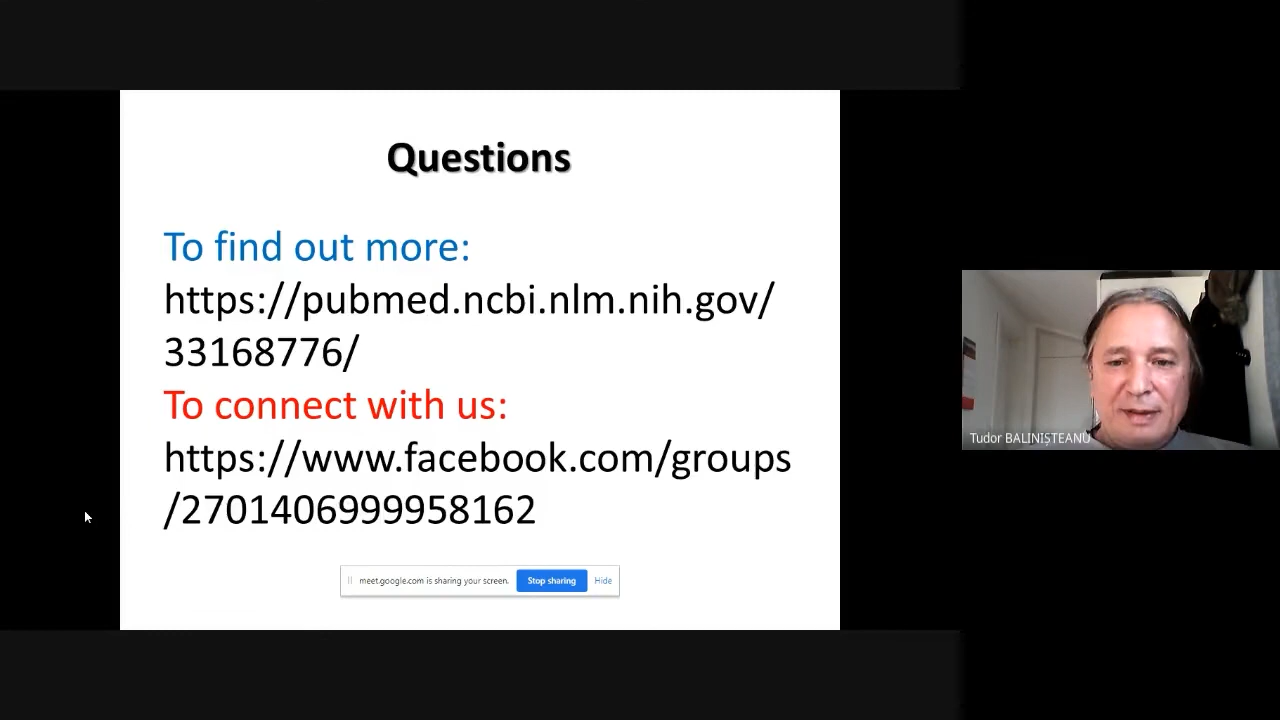 Questions
To find out more:
https://pubmed.ncbi.nlm.nih.gov/
33168776/
To connect with us:
https://www.facebook.com/groups
/2701406999958162
meet.google.com is sharing your screen.
Stop sharing
Hide
Tudor BALINIȘTEANU